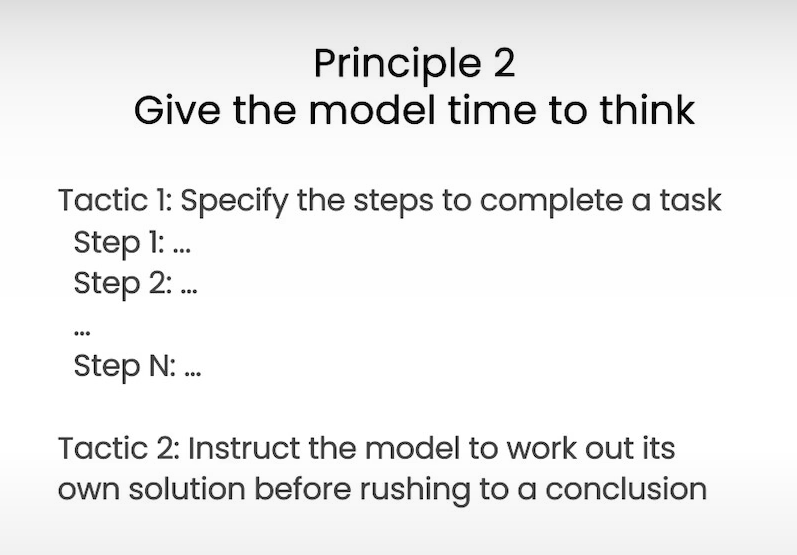 Principle 2
Give the model time to think
Tactic 1: Specify the steps to complete a task
Step 1: ...
Step 2: ...
...
Step N: ...
Tactic 2: Instruct the model to work out its
own solution before rushing to a conclusion